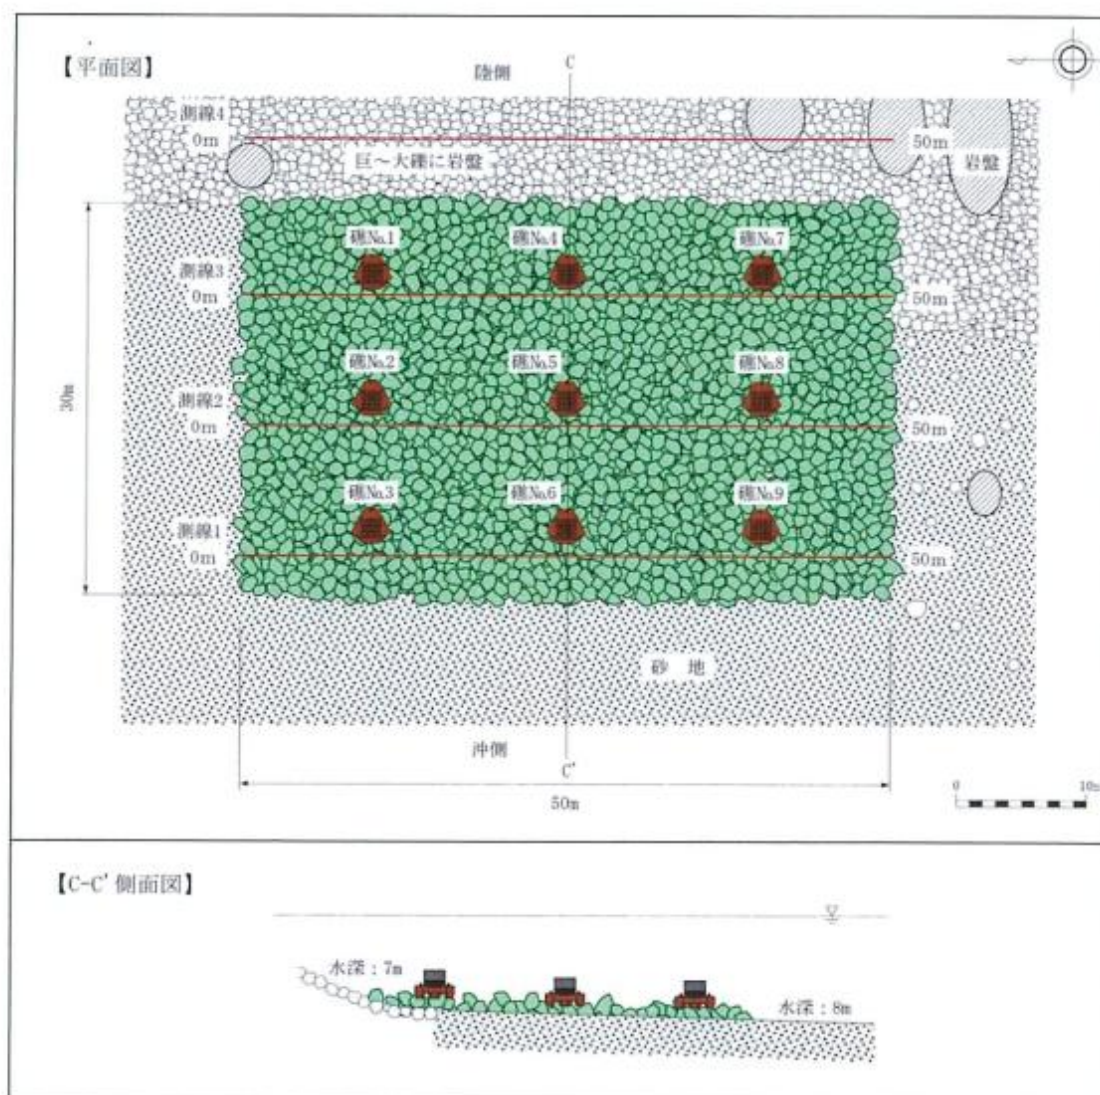 【平面図】
陸側
C
測線4
0m
50m
巨～大礫に岩盤
岩盤
礁No.1
礁No.4
礁No.7
測線3
0m
50m
礁No.2
礁No.5
礁No.8
測線2
0m
50m
30m
礁No.3
礁No.6
礁No.9
測線1
0m
50m
砂 地
沖側
C'
50m
0
10m
【C-C' 側面図】
水深：7m
水深：8m